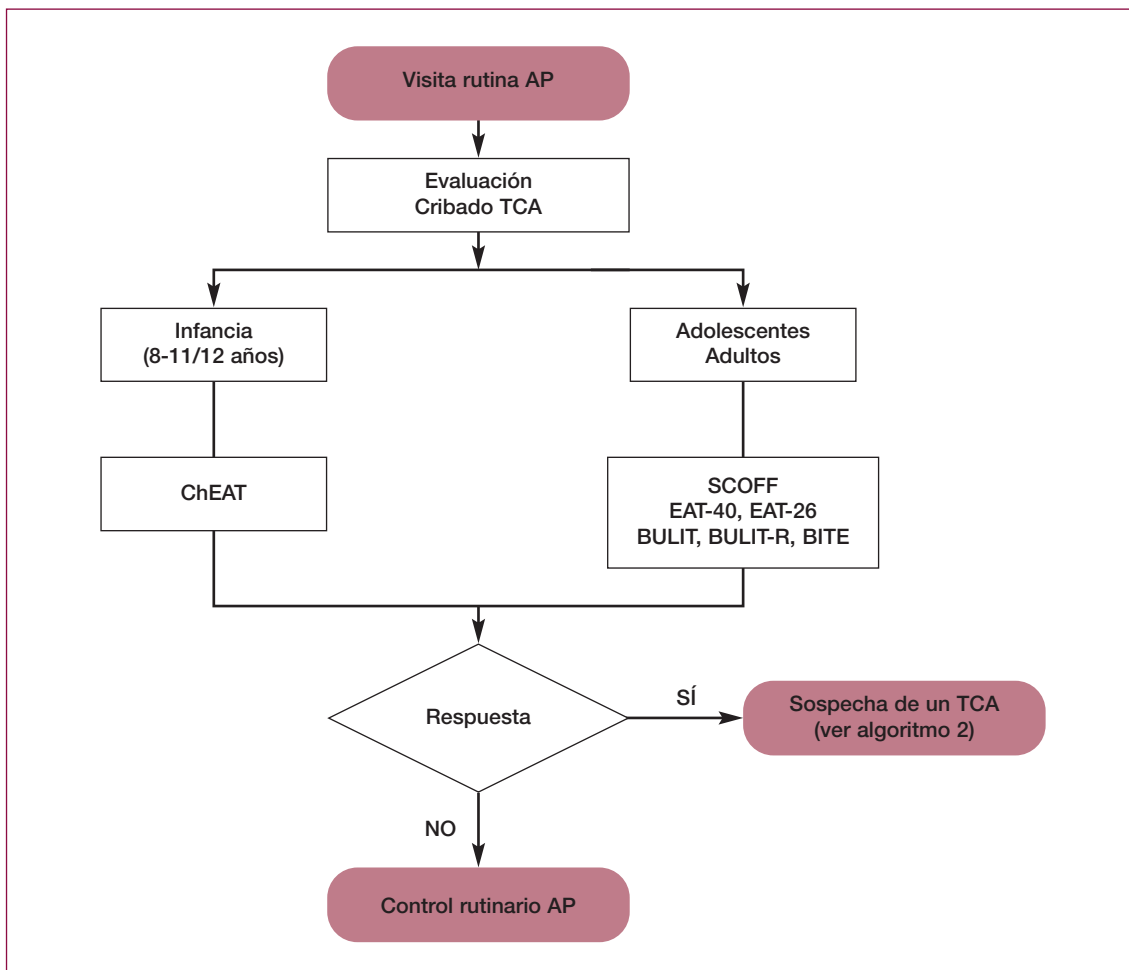 Visita rutina AP
Evaluación
Cribado TCA
Infancia
(8-11/12 años)
Adolescentes
Adultos
ChEAT
SCOFF
EAT-40, EAT-26
BULIT, BULIT-R, BITE
Respuesta
SÍ
Sospecha de un TCA
(ver algoritmo 2)
NO
Control rutinario AP